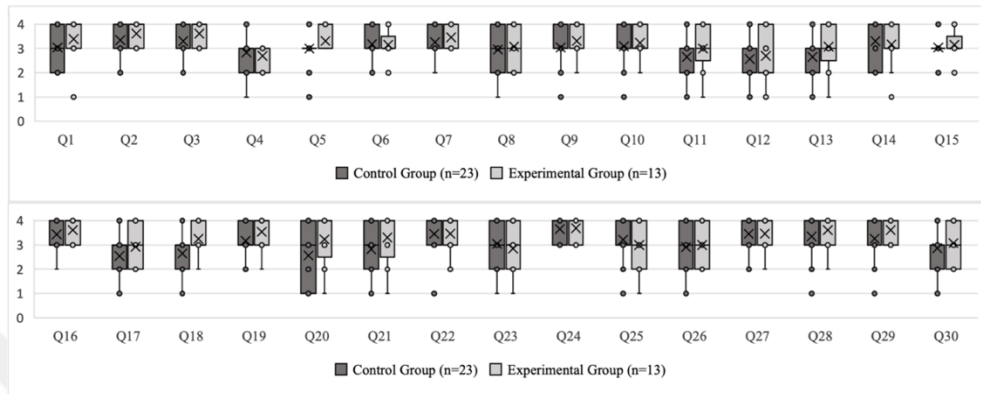 4
3
2
1
0
Q1 Q2 Q3 Q4 Q5 Q6 Q7 Q8 Q9 Q10 Q11 Q12 Q13 Q14 Q15
Control Group (n=23) Experimental Group (n=13)
4
3
2
1
0
Q16 Q17 Q18 Q19 Q20 Q21 Q22 Q23 Q24 Q25 Q26 Q27 Q28 Q29 Q30
Control Group (n=23) Experimental Group (n=13)